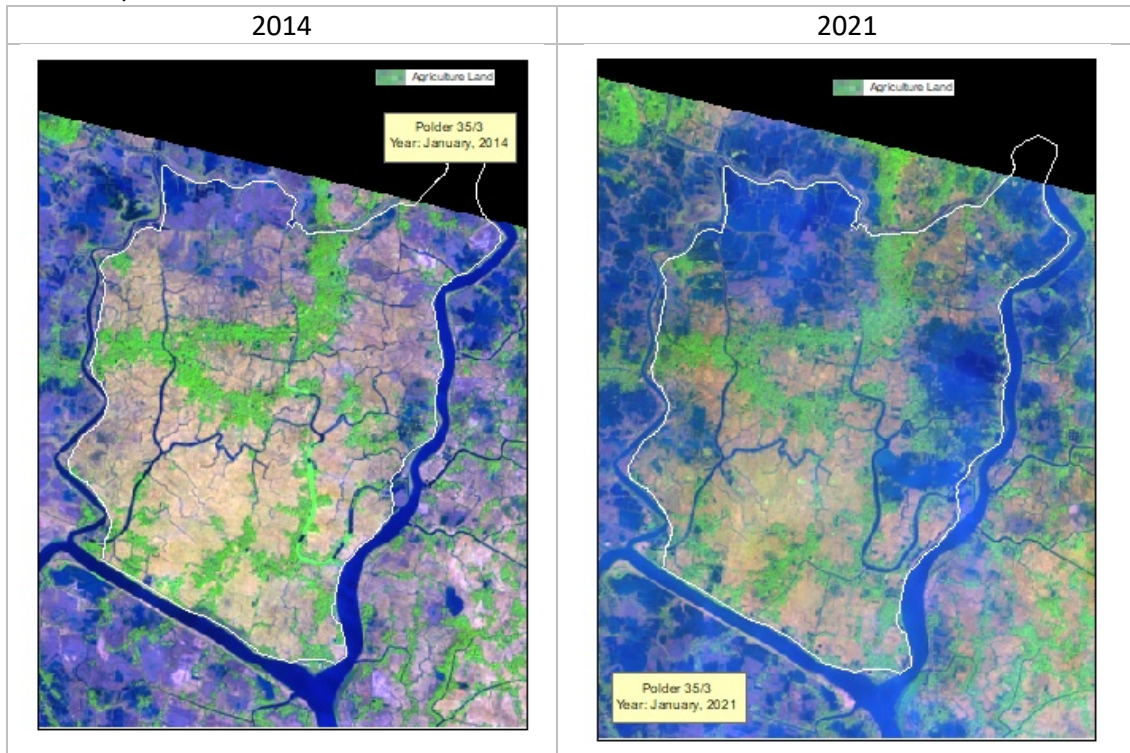 2014
2021
Agriculture Land
Polder 35/3
Year: January, 2014
Agriculture Land
Polder 35/3
Year: January, 2021